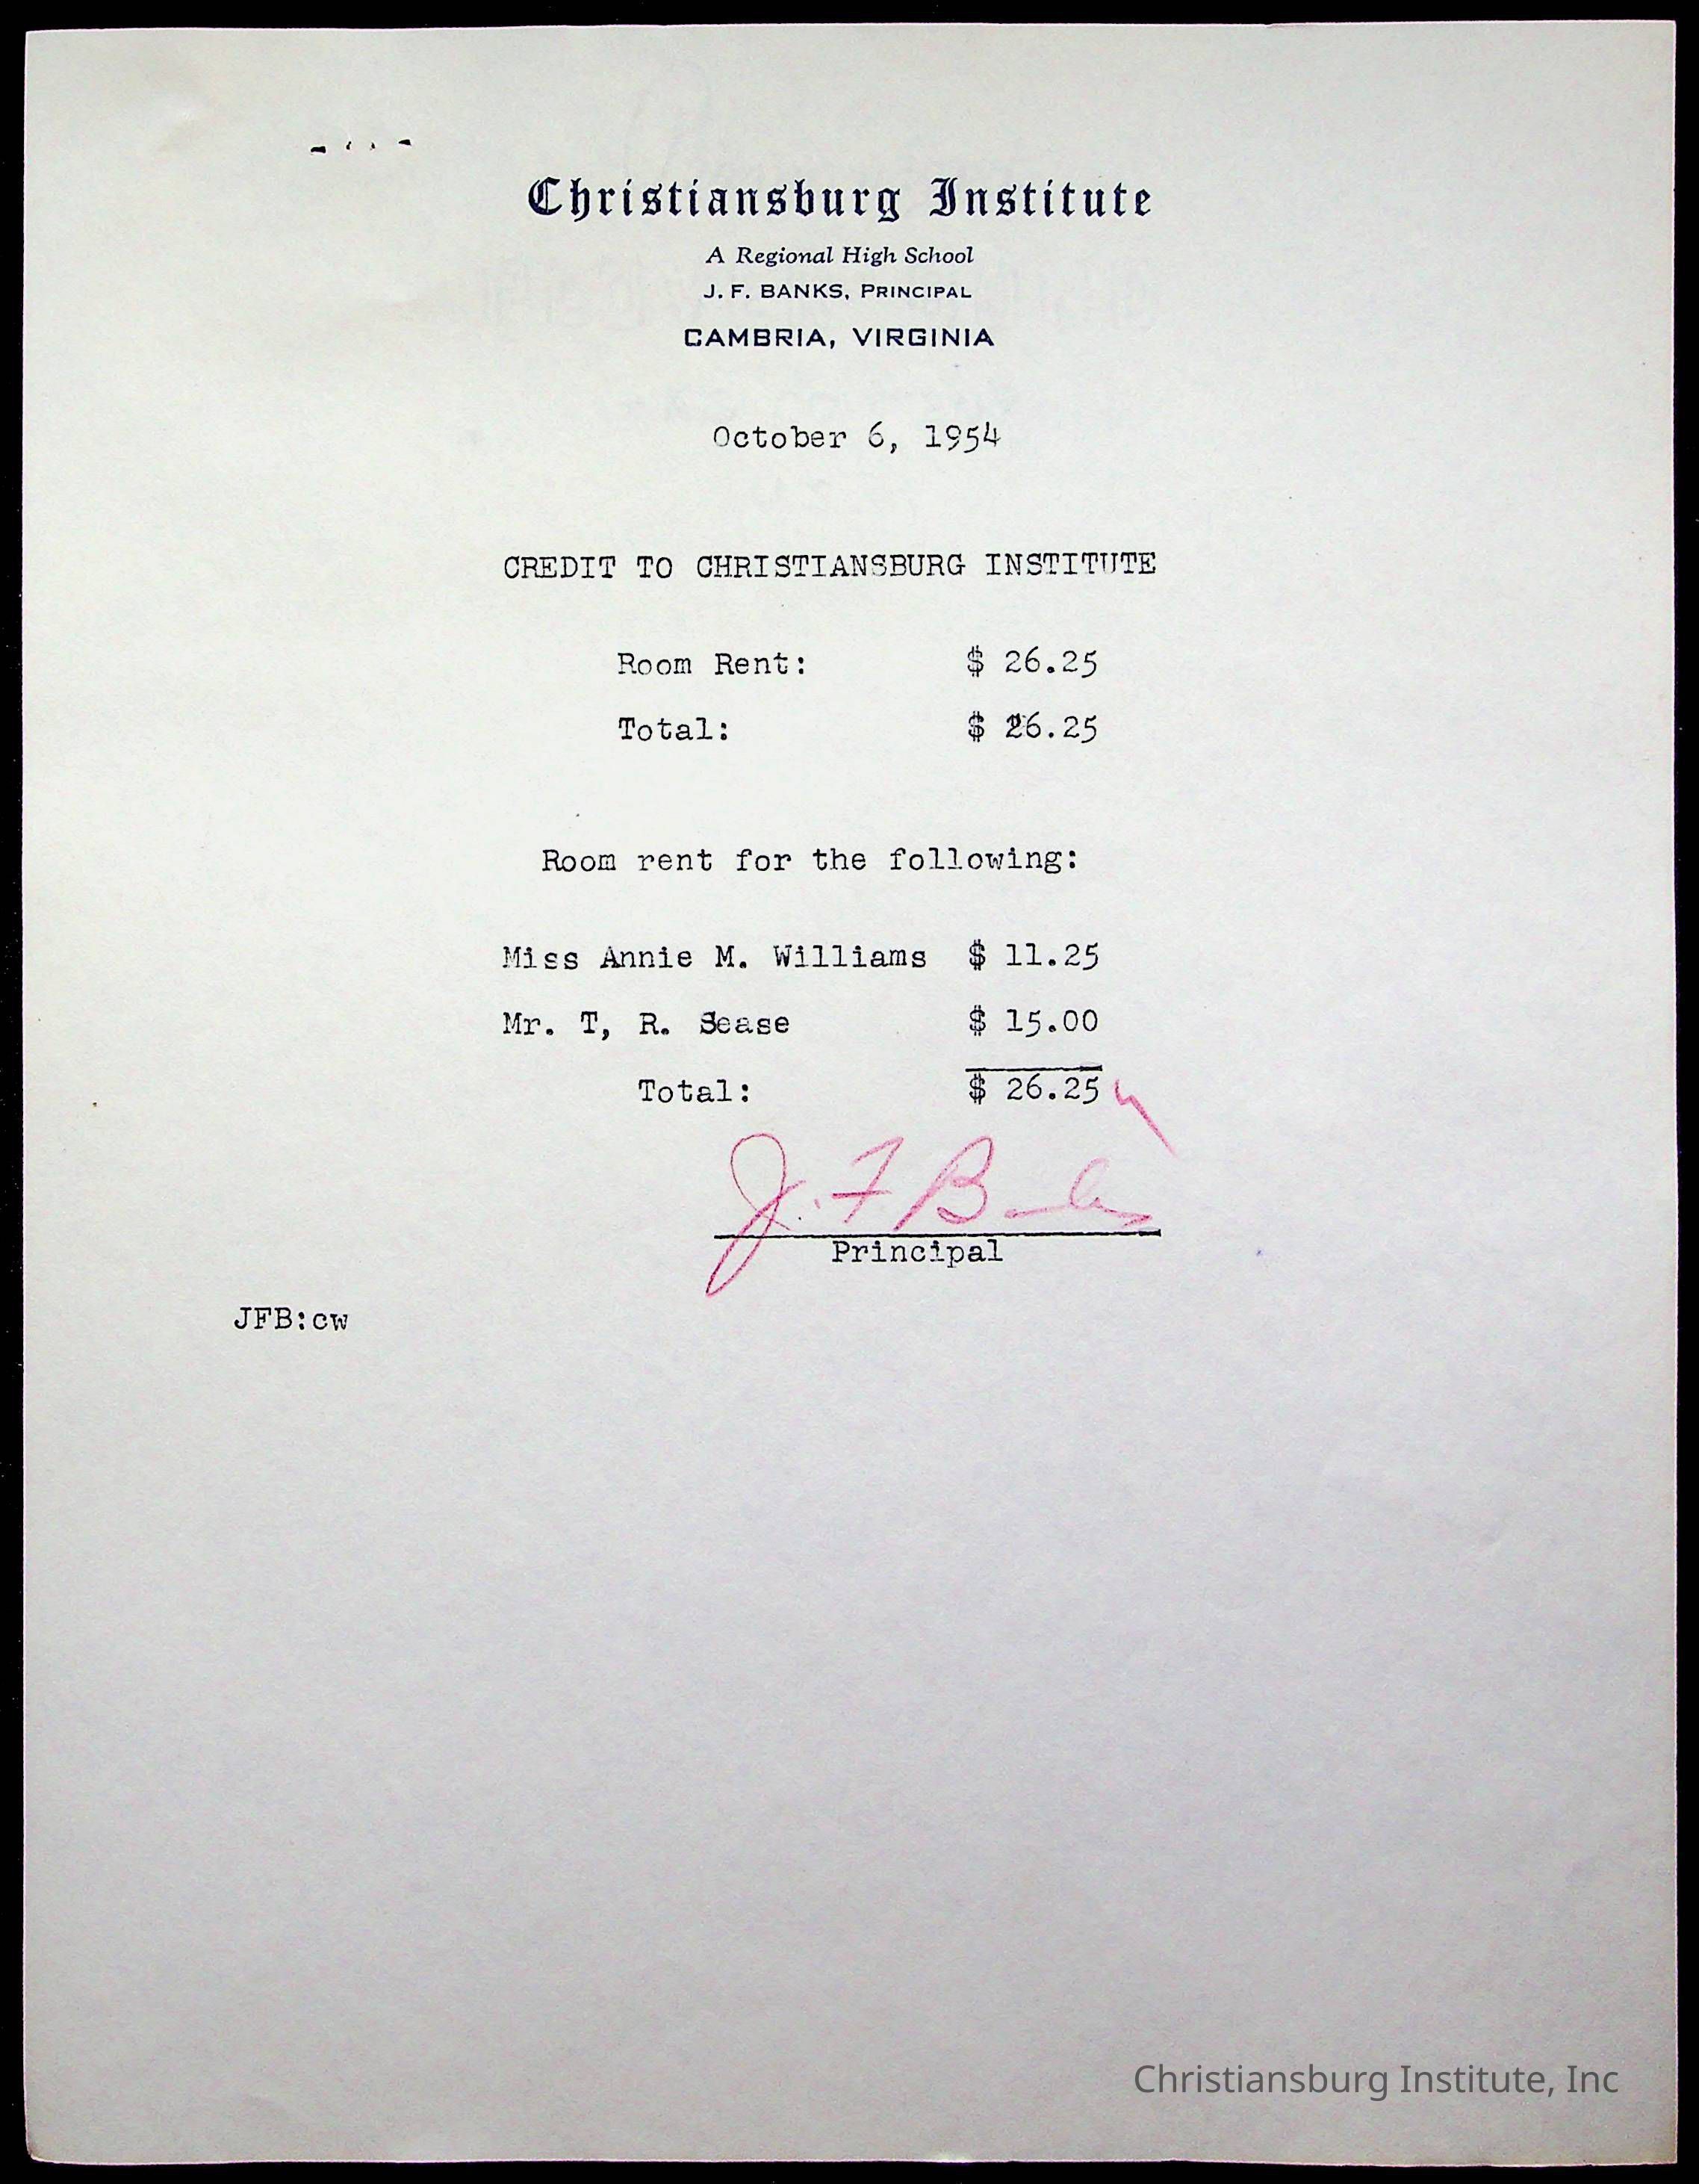 Christiansburg Institute
A Regional High School
J. F. BANKS, PRINCIPAL
CAMBRIA, VIRGINIA
October 6, 1954
CREDIT TO CHRISTIANSBURG INSTITUTE
Room Rent: $ 26.25
Total: $ 26.25
Room rent for the following:
Miss Annie M. Williams $ 11.25
Mr. T, R. Sease $ 15.00
Total: $ 26.25
J. F Banks
Principal
JFB:cw
Christiansburg Institute, Inc